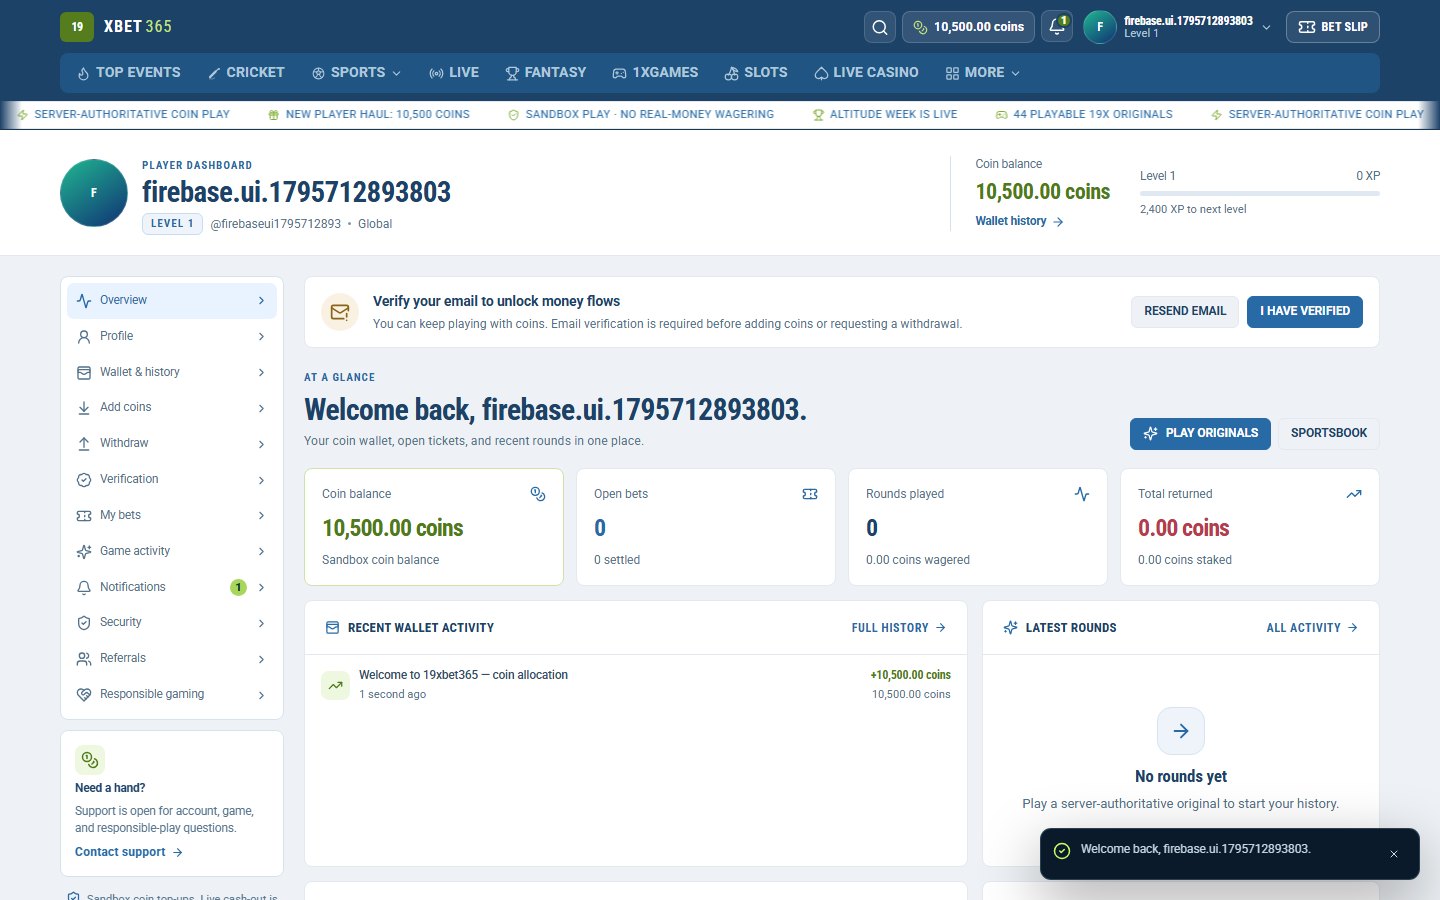 19 XBET 365
10,500.00 coins
1
F
firebase.ui.1795712893803
Level 1
BET SLIP
TOP EVENTS
CRICKET
SPORTS
LIVE
FANTASY
1XGAMES
SLOTS
LIVE CASINO
MORE
SERVER-AUTHORITATIVE COIN PLAY
NEW PLAYER HAUL: 10,500 COINS
SANDBOX PLAY · NO REAL-MONEY WAGERING
ALTITUDE WEEK IS LIVE
44 PLAYABLE 19X ORIGINALS
SERVER-AUTHORITATIVE COIN PLAY
F
PLAYER DASHBOARD
firebase.ui.1795712893803
LEVEL 1 @firebaseui1795712893 • Global
Coin balance
10,500.00 coins
Wallet history
Level 1 0 XP
2,400 XP to next level
Overview
Profile
Wallet & history
Add coins
Withdraw
Verification
My bets
Game activity
Notifications 1
Security
Referrals
Responsible gaming
Need a hand?
Support is open for account, game,
and responsible-play questions.
Contact support
Sandbox coin top-ups. Live cash-out is
Verify your email to unlock money flows
You can keep playing with coins. Email verification is required before adding coins or requesting a withdrawal.
RESEND EMAIL
I HAVE VERIFIED
AT A GLANCE
Welcome back, firebase.ui.1795712893803.
Your coin wallet, open tickets, and recent rounds in one place.
PLAY ORIGINALS
SPORTSBOOK
Coin balance
10,500.00 coins
Sandbox coin balance
Open bets
0
0 settled
Rounds played
0
0.00 coins wagered
Total returned
0.00 coins
0.00 coins staked
RECENT WALLET ACTIVITY
FULL HISTORY
Welcome to 19xbet365 — coin allocation
1 second ago
+10,500.00 coins
10,500.00 coins
LATEST ROUNDS
ALL ACTIVITY
No rounds yet
Play a server-authoritative original to start your history.
Welcome back, firebase.ui.1795712893803.